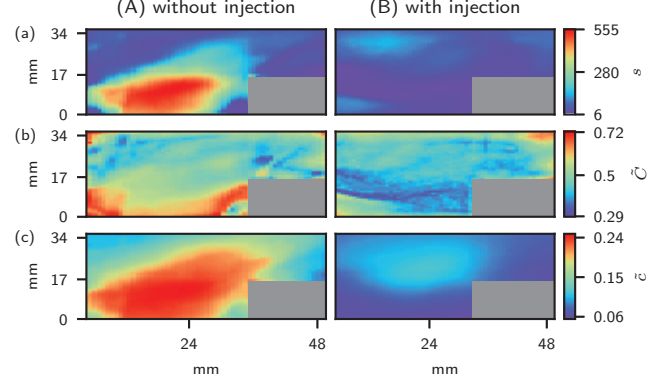 (A) without injection (B) with injection
(a) 34 17 0 mm 555 280 6 s
(b) 34 17 0 mm 0.72 0.5 0.29 C̃
(c) 34 17 0 mm 0.24 0.15 0.06 c̃
24 48 24 48
mm mm